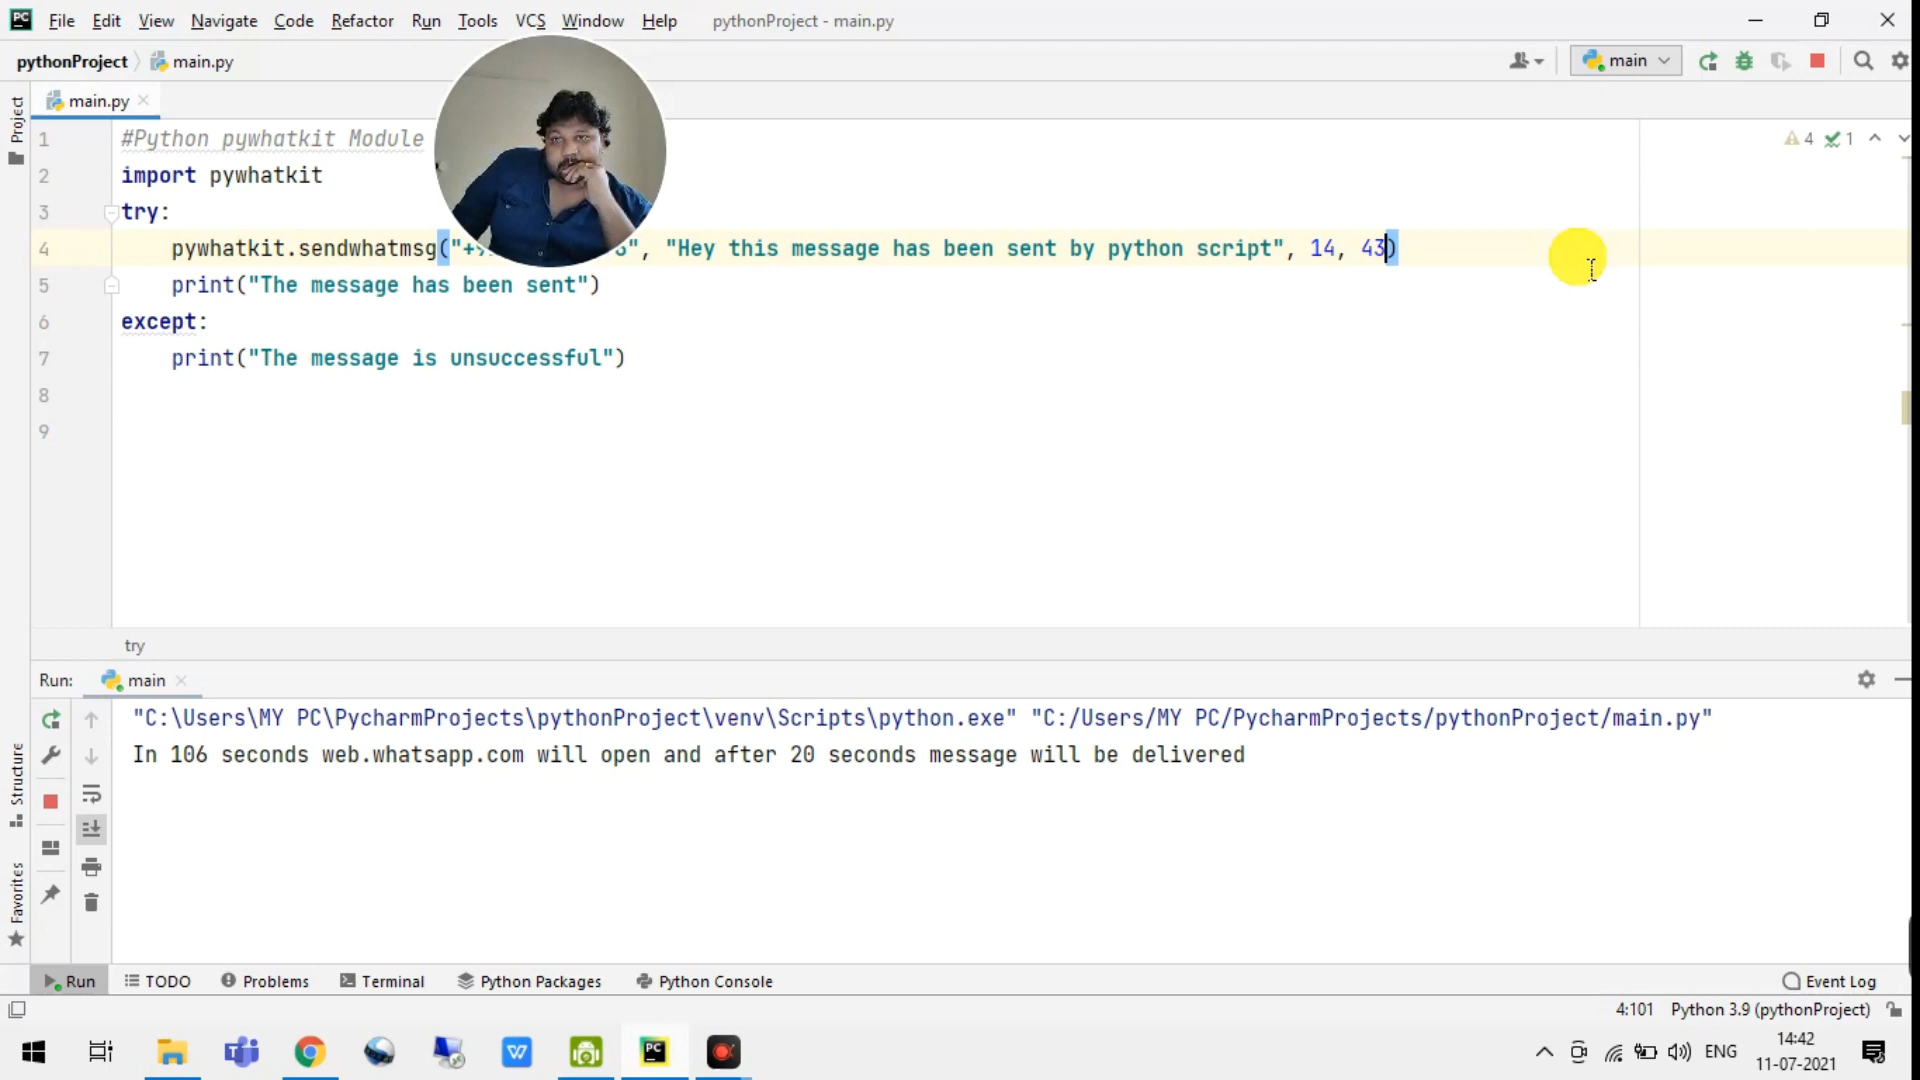 File Edit View Navigate Code Refactor Run Tools VCS Window Help pythonProject - main.py
pythonProject main.py
main
main.py
4 1
Project
1 #Python pywhatkit Module
2 import pywhatkit
3 try:
4 pywhatkit.sendwhatmsg("+ ", "Hey this message has been sent by python script", 14, 43)
5 print("The message has been sent")
6 except:
7 print("The message is unsuccessful")
8
9
try
Run: main
"C:\Users\MY PC\PycharmProjects\pythonProject\venv\Scripts\python.exe" "C:/Users/MY PC/PycharmProjects/pythonProject/main.py"
In 106 seconds web.whatsapp.com will open and after 20 seconds message will be delivered
Structure
Favorites
Run TODO Problems Terminal Python Packages Python Console Event Log
4:101 Python 3.9 (pythonProject)
ENG 14:42
11-07-2021